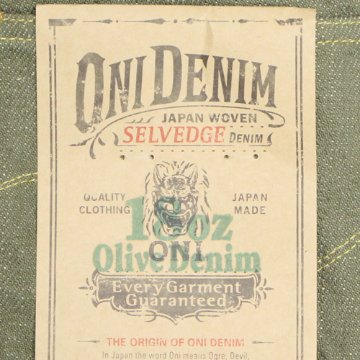 ONI DENIM
JAPAN WOVEN
SELVEDGE DENIM
QUALITY CLOTHING
JAPAN MADE
oz
ONI
Olive Denim
Every Garment
Guaranteed
THE ORIGIN OF ONI DENIM
In Japan the word Oni means Ogre, Devil,